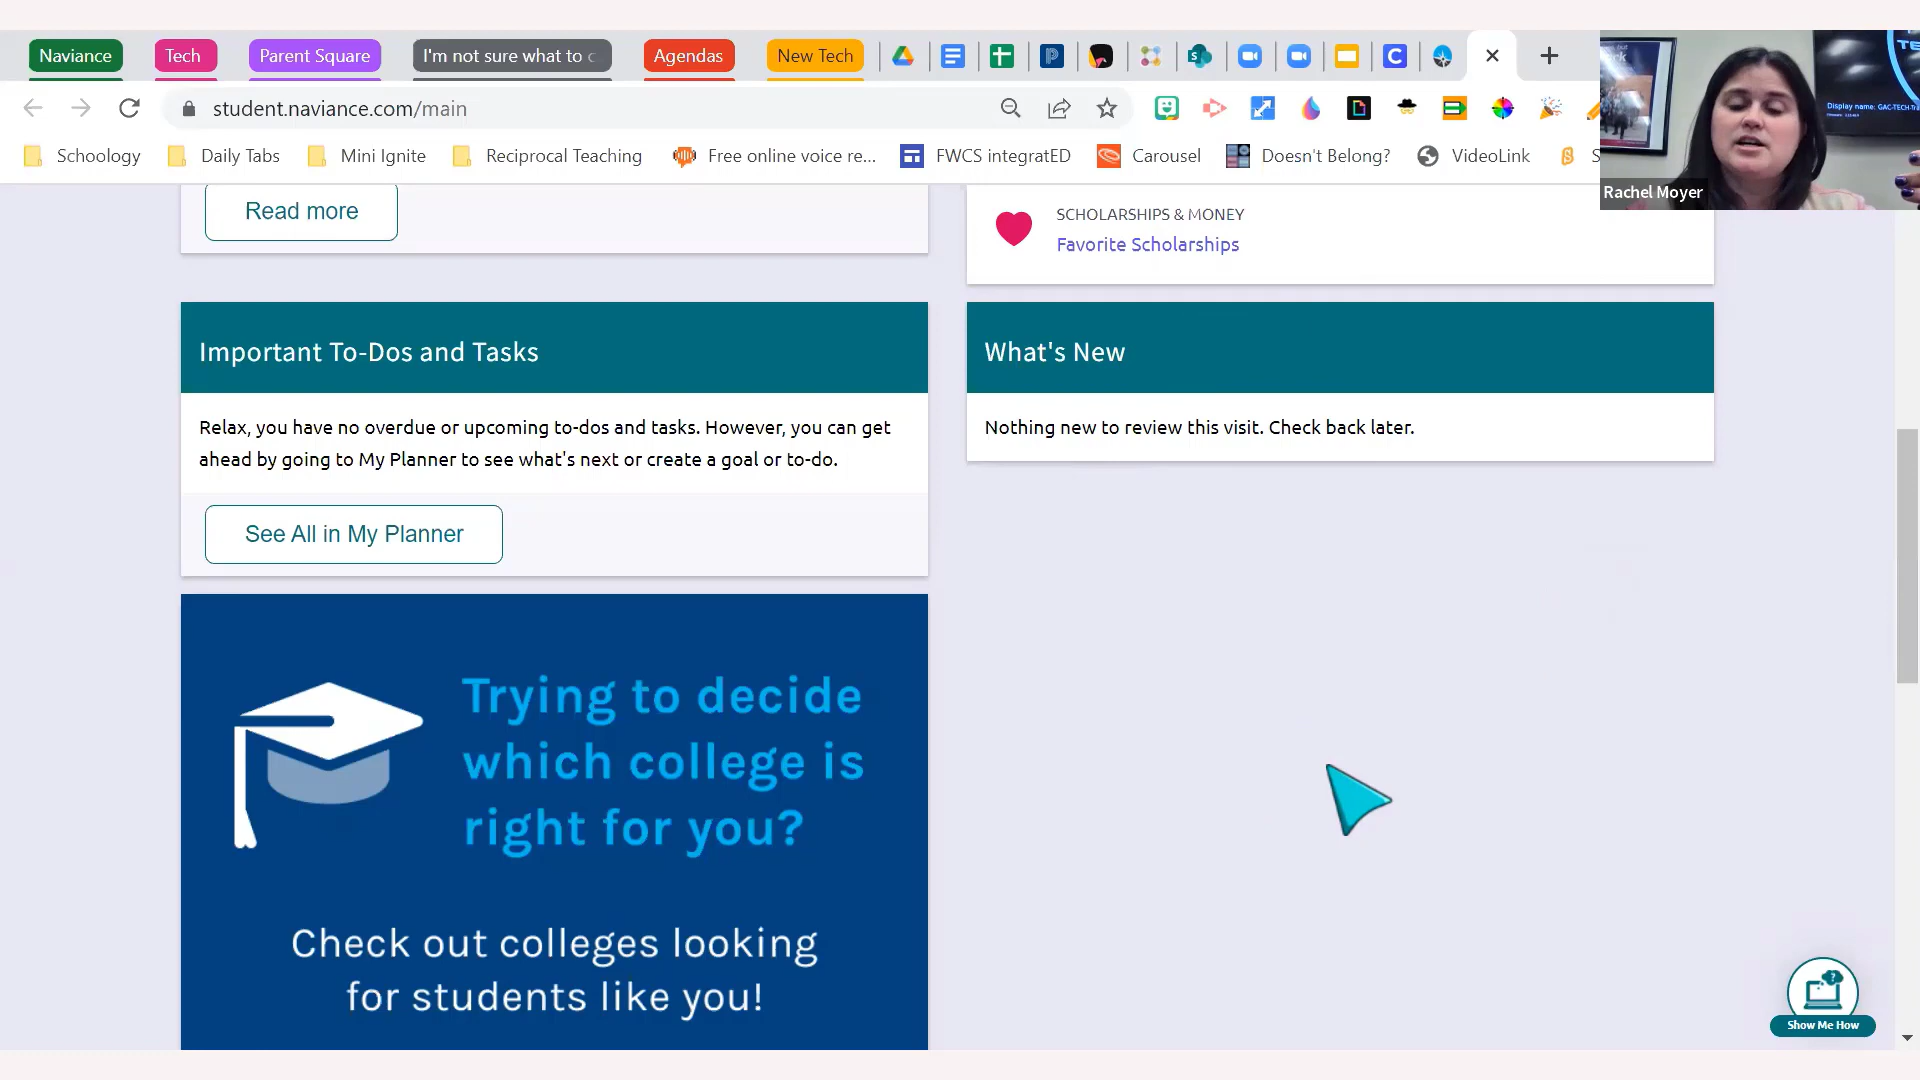 Naviance
Tech
Parent Square
I'm not sure what to c
Agendas
New Tech
student.naviance.com/main
Schoology
Daily Tabs
Mini Ignite
Reciprocal Teaching
Free online voice re...
FWCS integratED
Carousel
Doesn't Belong?
VideoLink
S
Display name: GAC-TECH-Tra
Rachel Moyer
Read more
SCHOLARSHIPS & MONEY
Favorite Scholarships
Important To-Dos and Tasks
What's New
Relax, you have no overdue or upcoming to-dos and tasks. However, you can get
ahead by going to My Planner to see what's next or create a goal or to-do.
Nothing new to review this visit. Check back later.
See All in My Planner
Trying to decide
which college is
right for you?
Check out colleges looking
for students like you!
Show Me How